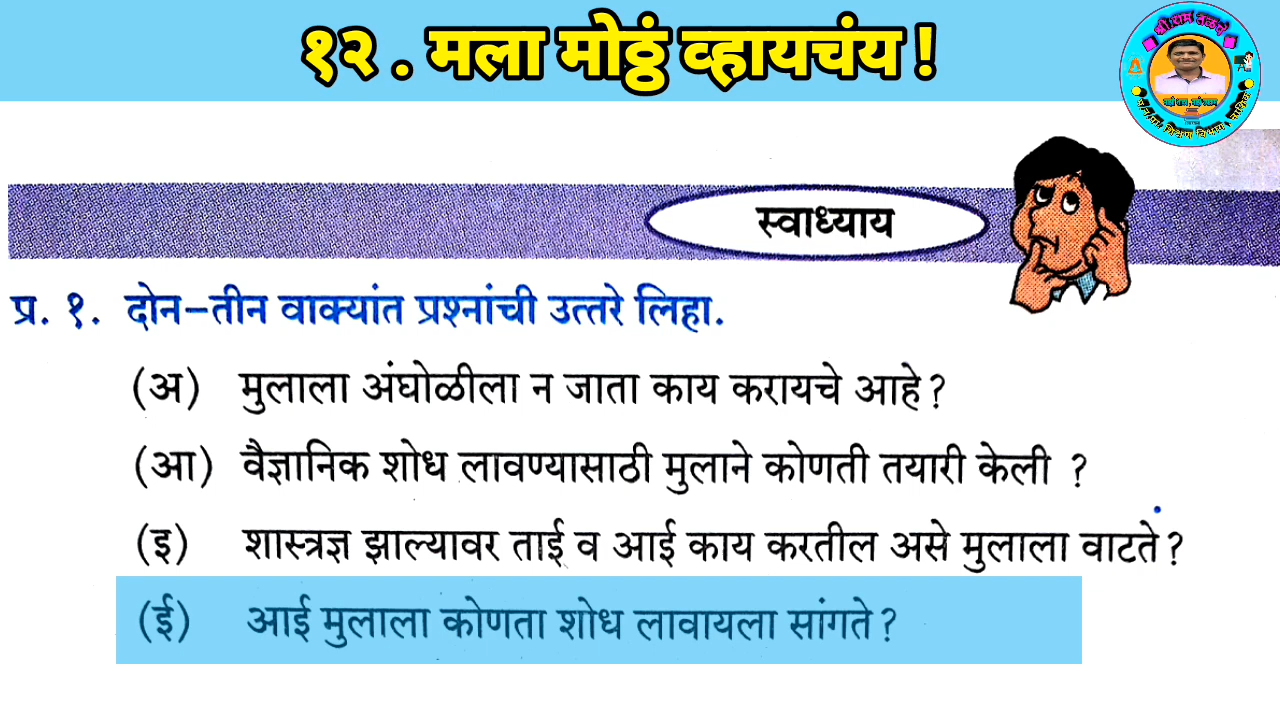 १२. मला मोठ्ठं व्हायचंय !
श्री राम तळपे
स्वाध्याय
प्र. १. दोन-तीन वाक्यांत प्रश्नांची उत्तरे लिहा.
(अ) मुलाला अंघोळीला न जाता काय करायचे आहे?
(आ) वैज्ञानिक शोध लावण्यासाठी मुलाने कोणती तयारी केली ?
(इ) शास्त्रज्ञ झाल्यावर ताई व आई काय करतील असे मुलाला वाटते?
(ई) आई मुलाला कोणता शोध लावायला सांगते?